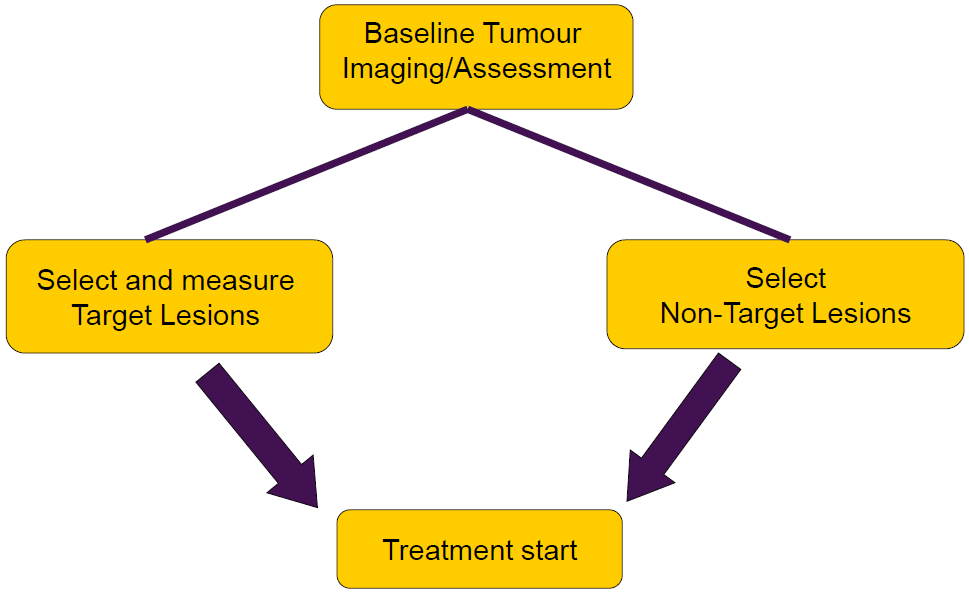 Baseline Tumour
Imaging/Assessment
Select and measure
Target Lesions
Select
Non-Target Lesions
Treatment start